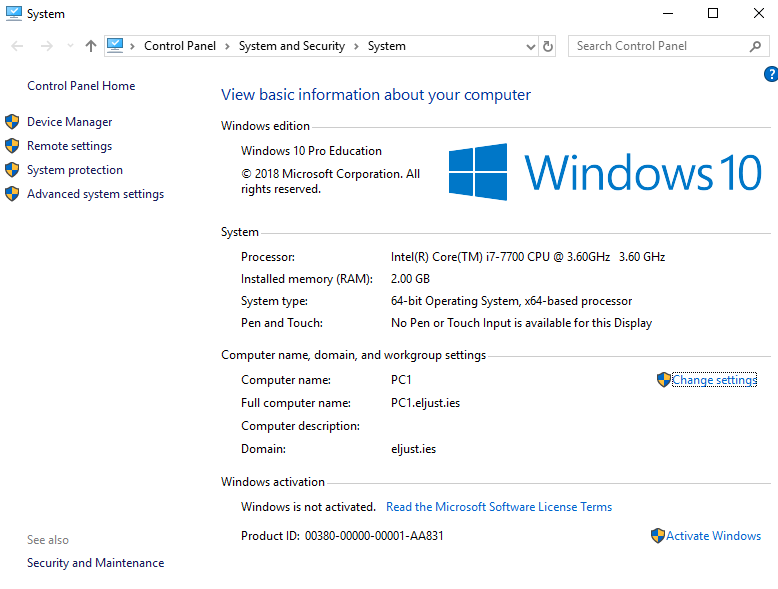 System
Control Panel > System and Security > System
Search Control Panel
?
Control Panel Home
Device Manager
Remote settings
System protection
Advanced system settings
View basic information about your computer
Windows edition
Windows 10 Pro Education
© 2018 Microsoft Corporation. All
rights reserved.
Windows 10
System
Processor: Intel(R) Core(TM) i7-7700 CPU @ 3.60GHz 3.60 GHz
Installed memory (RAM): 2.00 GB
System type: 64-bit Operating System, x64-based processor
Pen and Touch: No Pen or Touch Input is available for this Display
Computer name, domain, and workgroup settings
Computer name: PC1 Change settings
Full computer name: PC1.eljust.ies
Computer description:
Domain: eljust.ies
Windows activation
Windows is not activated. Read the Microsoft Software License Terms
Product ID: 00380-00000-00001-AA831 Activate Windows
See also
Security and Maintenance